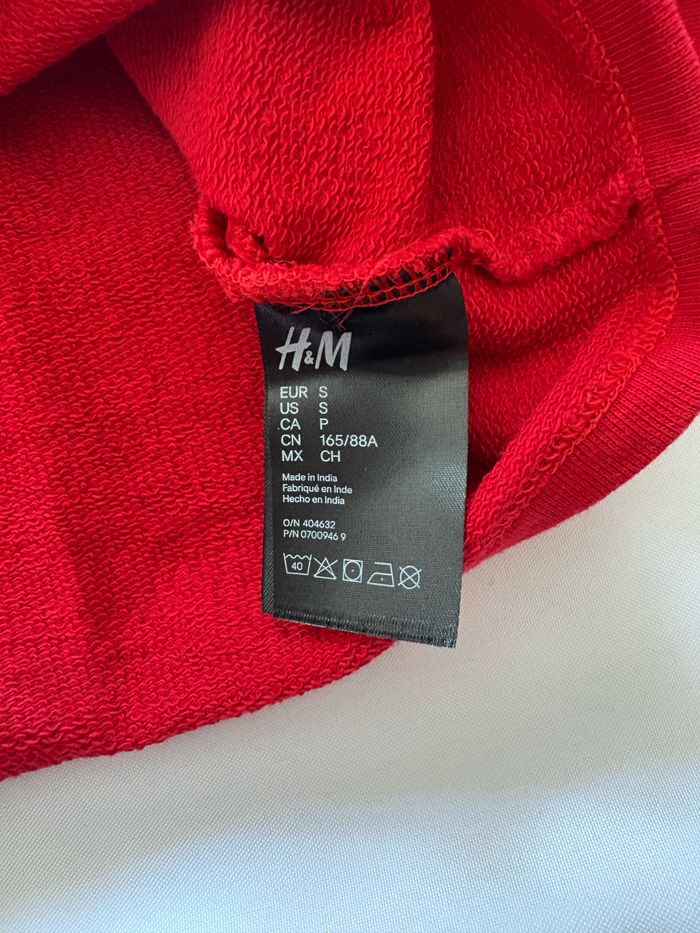 H&M
EUR S
US S
CA P
CN 165/88A
MX CH
Made in India
Fabriqué en Inde
Hecho en India
O/N 404632
P/N 0700946 9
40